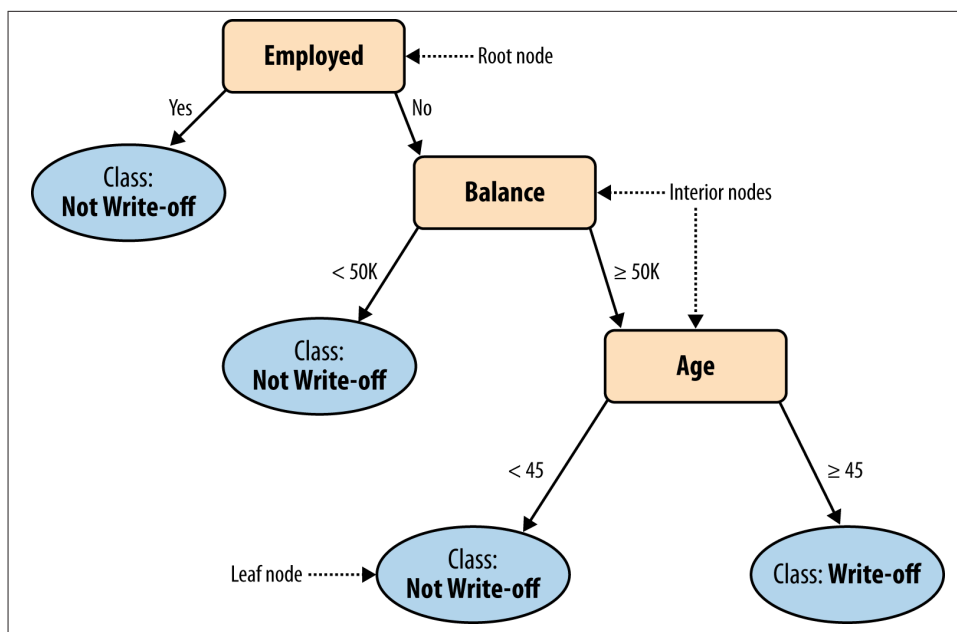 Employed
Root node
Yes
No
Class:
Not Write-off
Balance
Interior nodes
< 50K
≥ 50K
Class:
Not Write-off
Age
< 45
≥ 45
Leaf node
Class:
Not Write-off
Class: Write-off